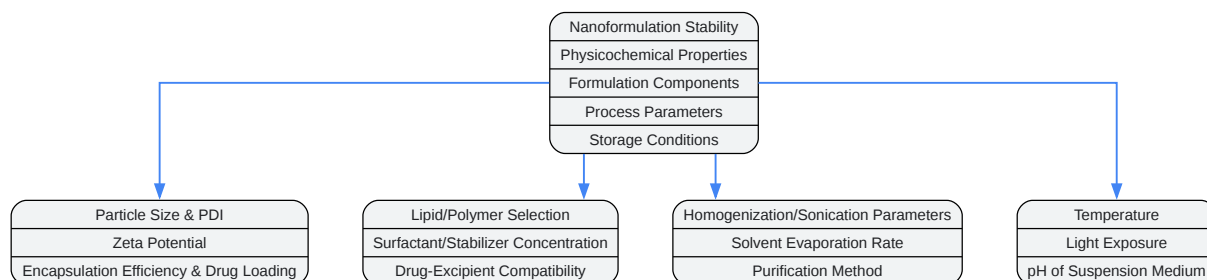 Nanoformulation Stability
Physicochemical Properties
Formulation Components
Process Parameters
Storage Conditions
Particle Size & PDI
Zeta Potential
Encapsulation Efficiency & Drug Loading
Lipid/Polymer Selection
Surfactant/Stabilizer Concentration
Drug-Excipient Compatibility
Homogenization/Sonication Parameters
Solvent Evaporation Rate
Purification Method
Temperature
Light Exposure
pH of Suspension Medium